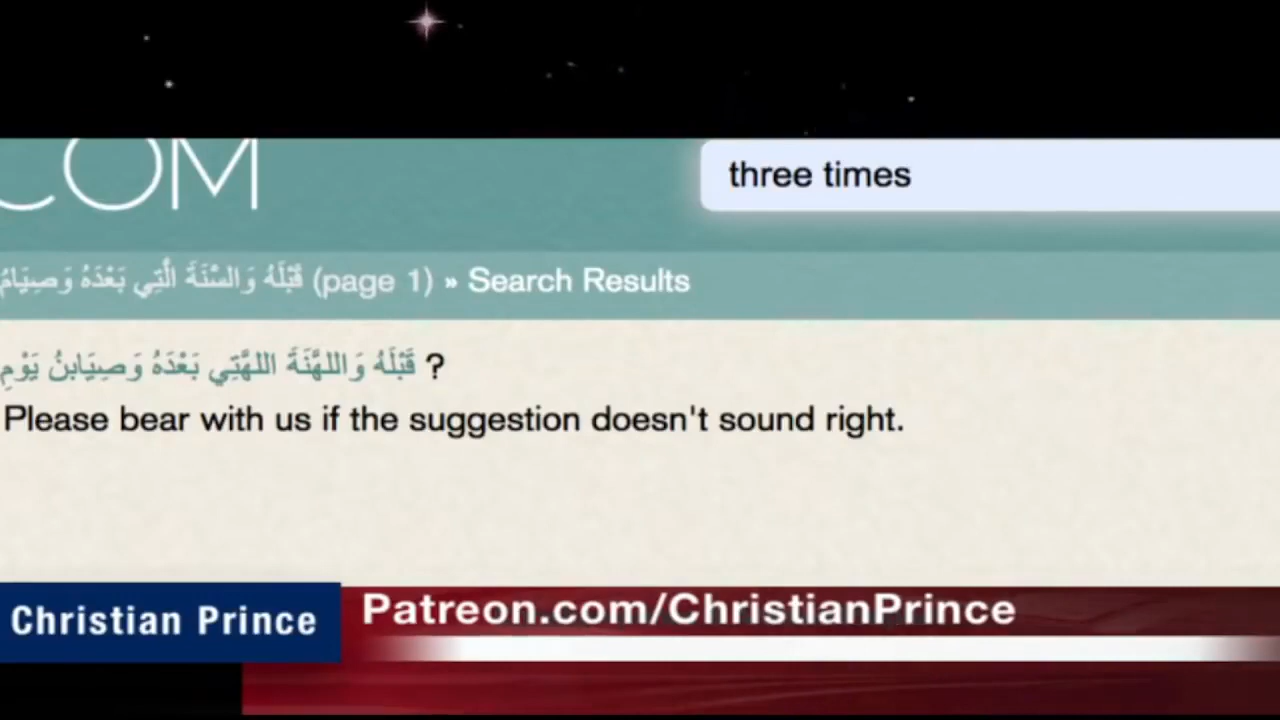 COM
three times
قَبْلَهُ وَالسَّنَةَ الَّتِي بَعْدَهُ وَصِيَامُ (page 1) » Search Results
قَبْلَهُ وَاللهَّنَةَ اللهَّتِي بَعْدَهُ وَصِيَابنُ يَوْمِ ?
Please bear with us if the suggestion doesn't sound right.
Christian Prince
Patreon.com/ChristianPrince